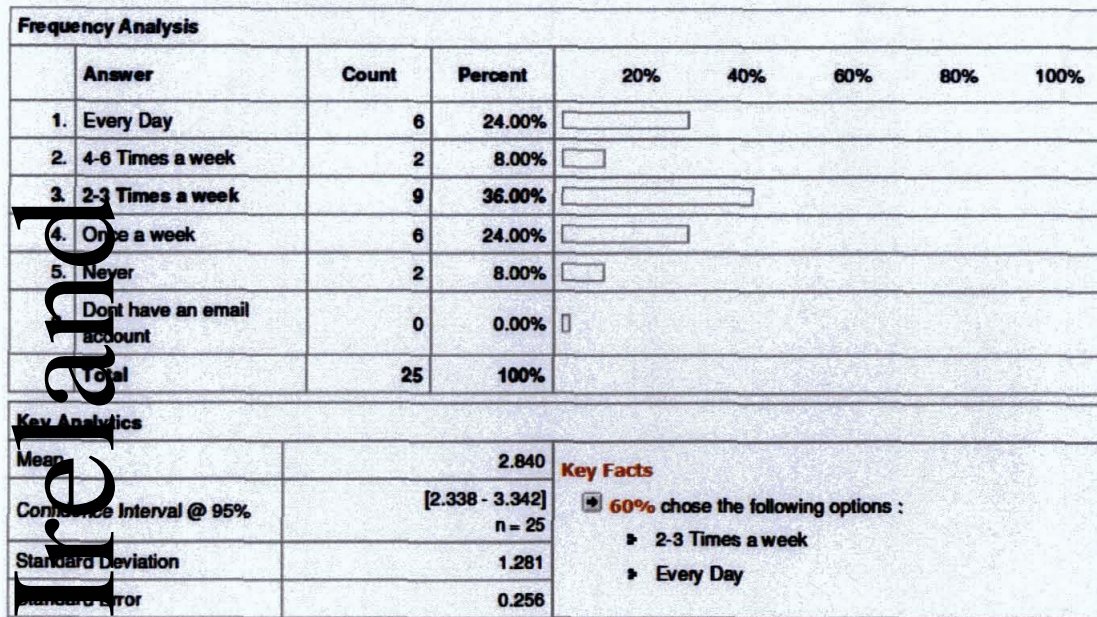 Frequency Analysis
Answer Count Percent 20% 40% 60% 80% 100%
1. Every Day 6 24.00%
2. 4-6 Times a week 2 8.00%
3. 2-3 Times a week 9 36.00%
4. Once a week 6 24.00%
5. Never 2 8.00%
Dont have an email account 0 0.00%
Total 25 100%
Key Analytics
Mean 2.840
Confidence Interval @ 95% [2.338 - 3.342]
n = 25
Standard Deviation 1.281
Standard Error 0.256
Key Facts
60% chose the following options :
2-3 Times a week
Every Day
Ireland